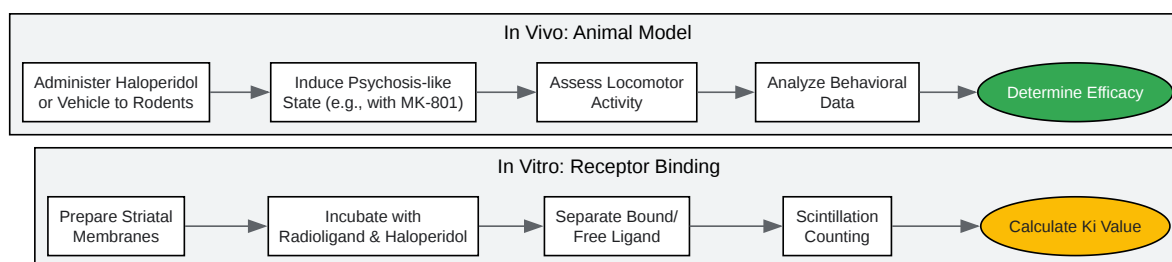 In Vivo: Animal Model
Administer Haloperidol
or Vehicle to Rodents
Induce Psychosis-like
State (e.g., with MK-801)
Assess Locomotor
Activity
Analyze Behavioral
Data
Determine Efficacy
In Vitro: Receptor Binding
Prepare Striatal
Membranes
Incubate with
Radioligand & Haloperidol
Separate Bound/
Free Ligand
Scintillation
Counting
Calculate Ki Value